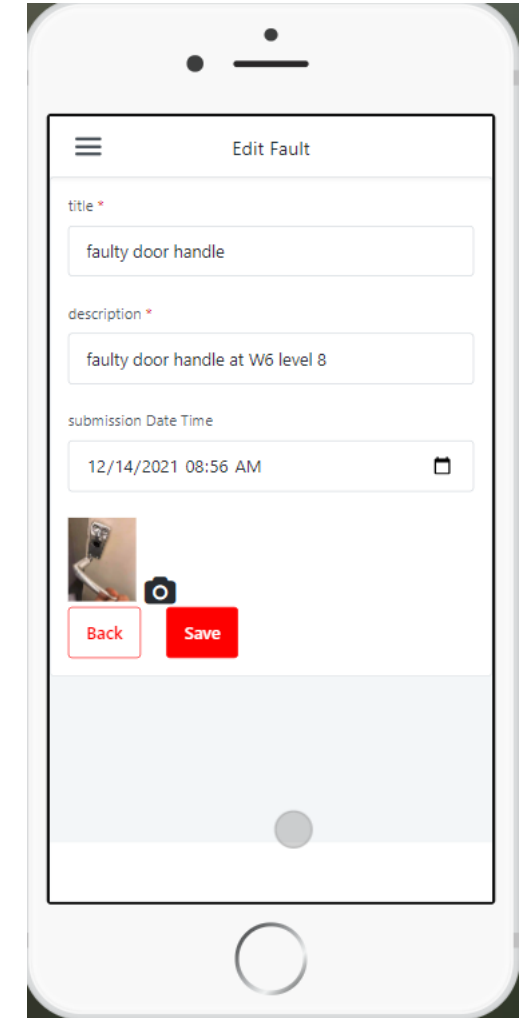 Edit Fault
title *
faulty door handle
description *
faulty door handle at W6 level 8
submission Date Time
12/14/2021 08:56 AM
Back
Save